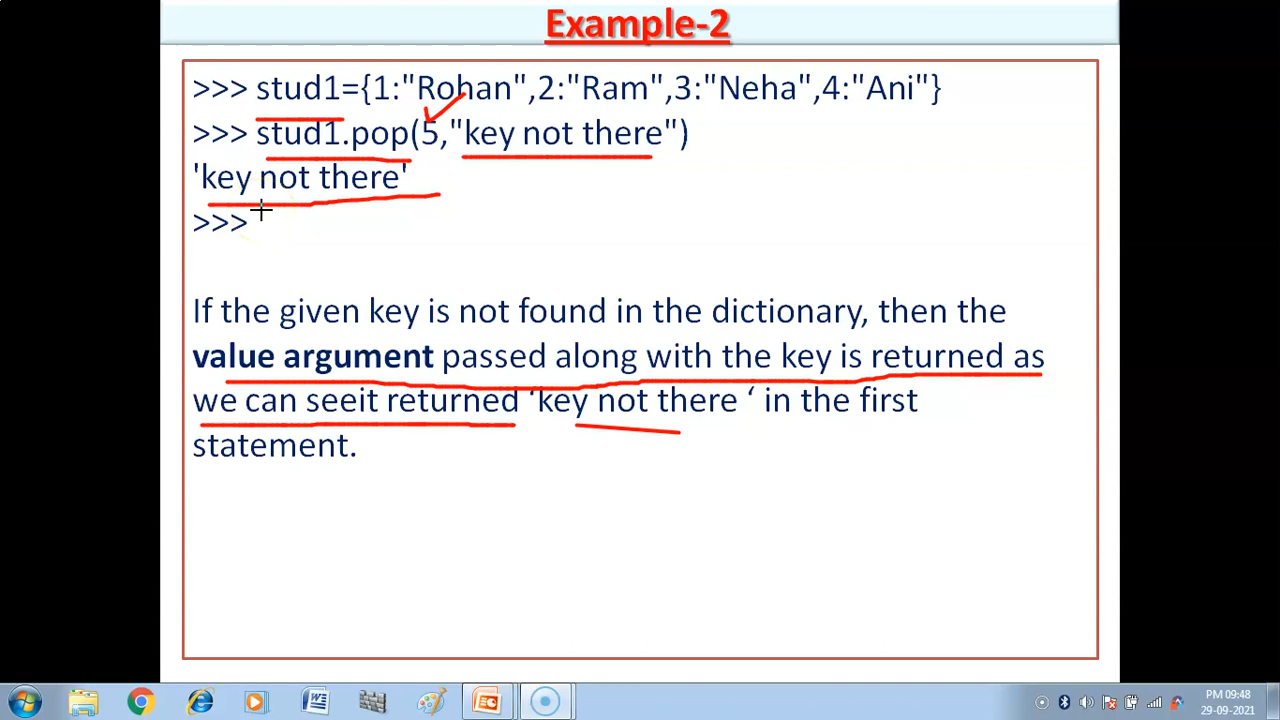 Example-2
>>> stud1={1:"Rohan",2:"Ram",3:"Neha",4:"Ani"}
>>> stud1.pop(5,"key not there")
'key not there'
>>>
If the given key is not found in the dictionary, then the
value argument passed along with the key is returned as
we can seeit returned ‘key not there ‘ in the first
statement.
PM 09:48
29-09-2021